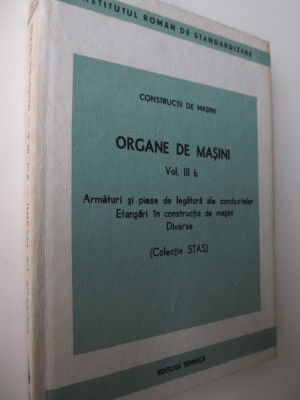 INSTITUTUL ROMÂN DE STANDARDIZARE
CONSTRUCȚII DE MAȘINI
ORGANE DE MAȘINI
Vol. III b
Armături și piese de legătură ale conductelor
Etanșări în construcția de mașini
Diverse
(Colecție STAS)
EDITURA TEHNICĂ